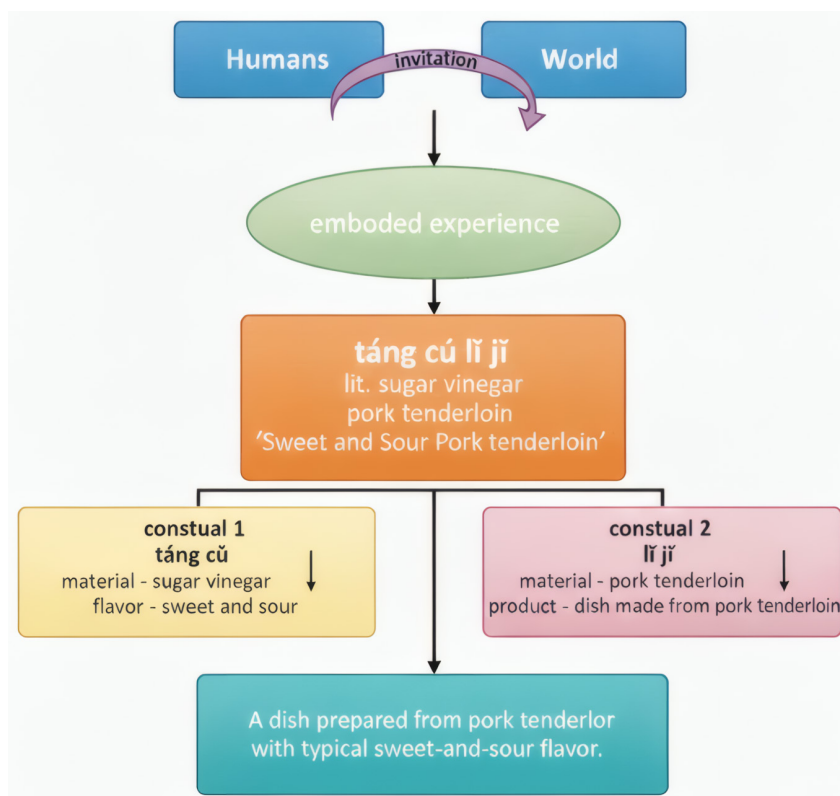 Humans
invitation
World
emboded experience
táng cú lǐ jǐ
lit. sugar vinegar
pork tenderloin
'Sweet and Sour Pork tenderloin'
constual 1
táng cǔ
material - sugar vinegar
flavor - sweet and sour
constual 2
lǐ jǐ
material - pork tenderloin
product - dish made from pork tenderloin
A dish prepared from pork tenderlor
with typical sweet-and-sour flavor.